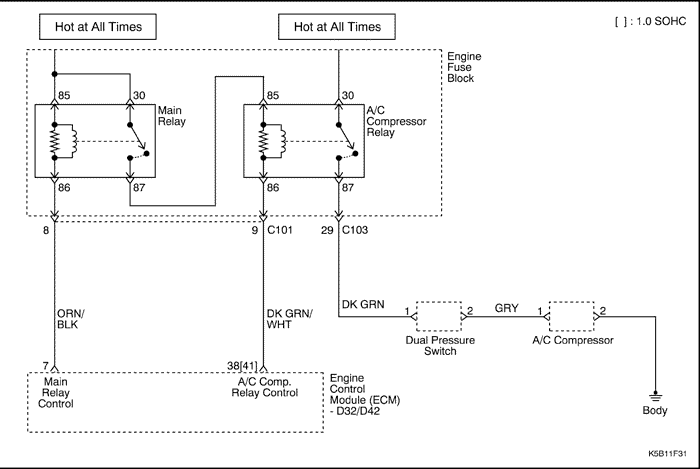 Hot at All Times
Hot at All Times
[ ] : 1.0 SOHC
Engine
Fuse
Block
85
30
Main
Relay
85
30
A/C
Compressor
Relay
86
87
86
87
8
9
C101
29
C103
ORN/
BLK
DK GRN/
WHT
DK GRN
1
2
GRY
1
2
Dual Pressure
Switch
A/C Compressor
7
38[41]
Main
Relay
Control
A/C Comp.
Relay Control
Engine
Control
Module (ECM)
- D32/D42
Body
K5B11F31